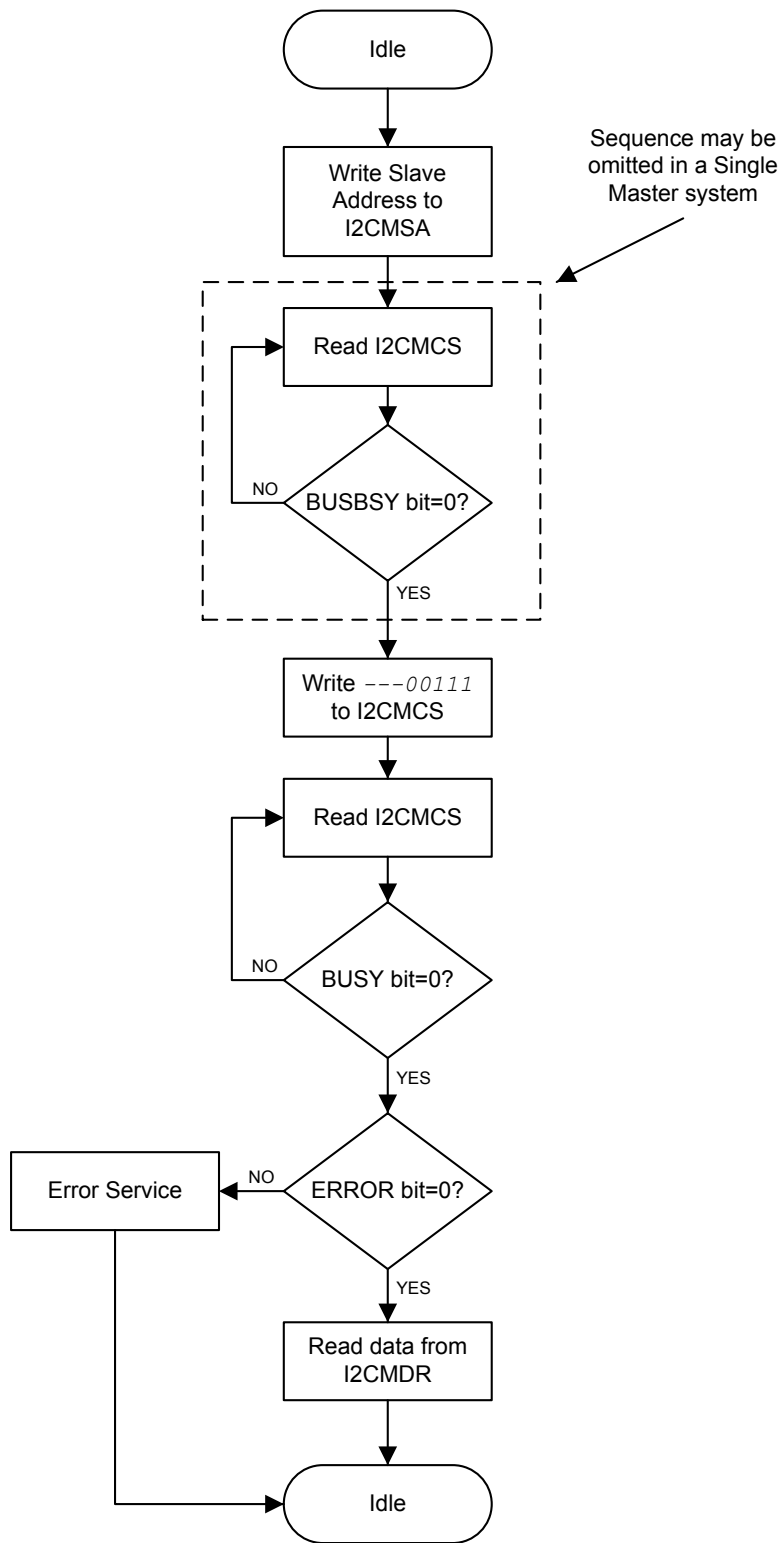 Idle
Sequence may be
omitted in a Single
Master system
Write Slave
Address to
I2CMSA
Read I2CMCS
BUSBSY bit=0?
NO
YES
Write ---00111
to I2CMCS
Read I2CMCS
BUSY bit=0?
NO
YES
ERROR bit=0?
NO
Error Service
YES
Read data from
I2CMDR
Idle